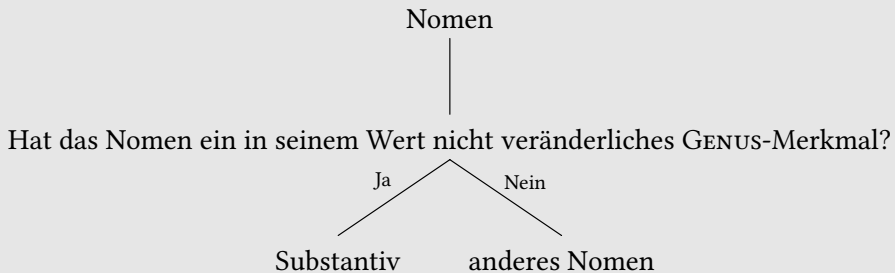 Nomen
Hat das Nomen ein in seinem Wert nicht veränderliches GENUS-Merkmal?
Ja Nein
Substantiv anderes Nomen